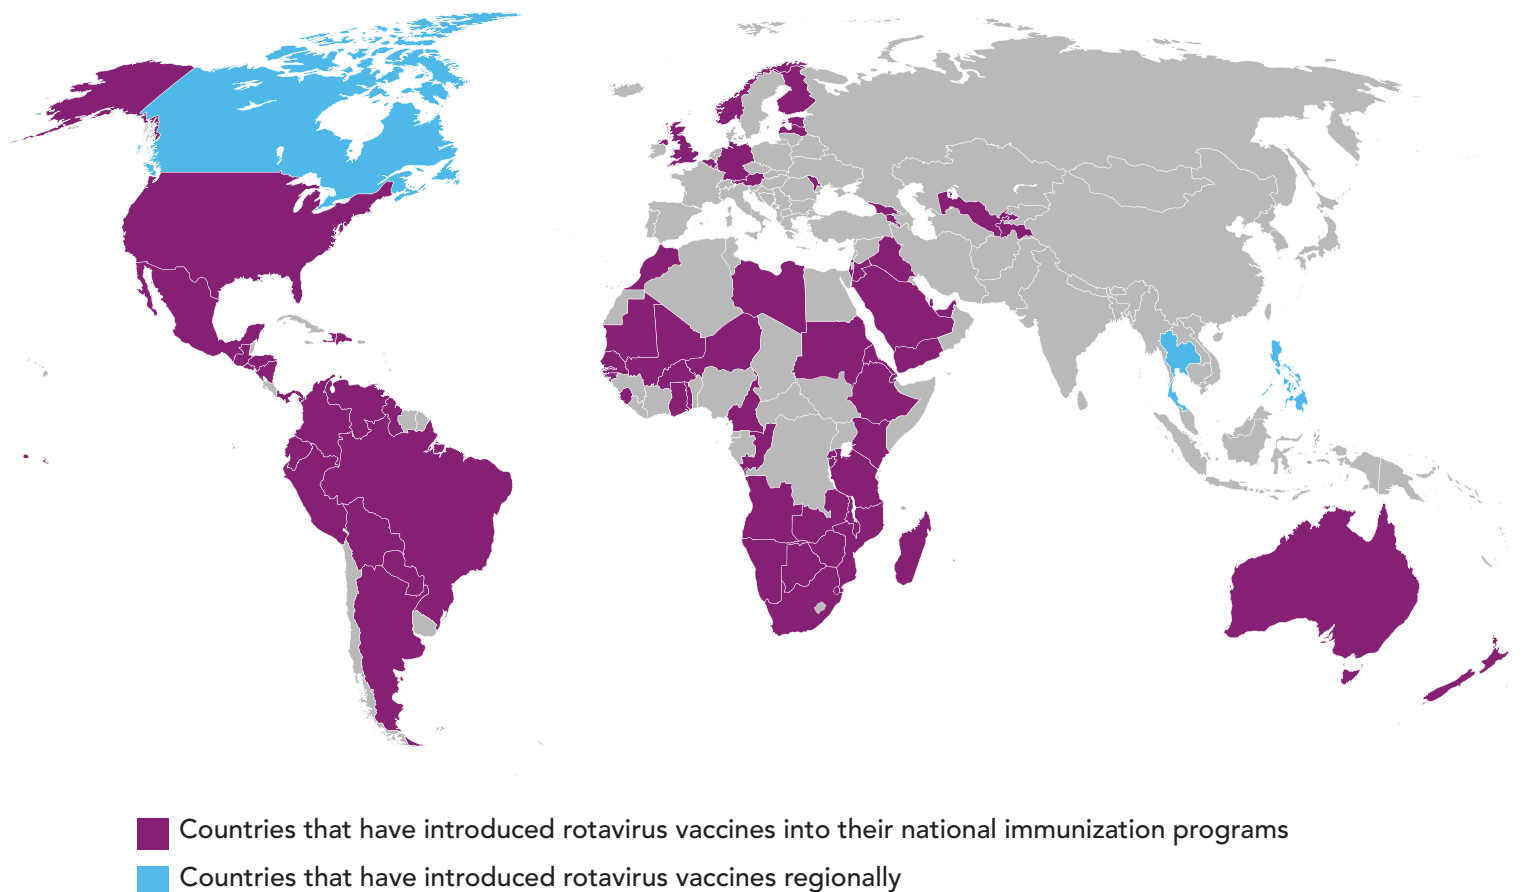 Countries that have introduced rotavirus vaccines into their national immunization programs
Countries that have introduced rotavirus vaccines regionally